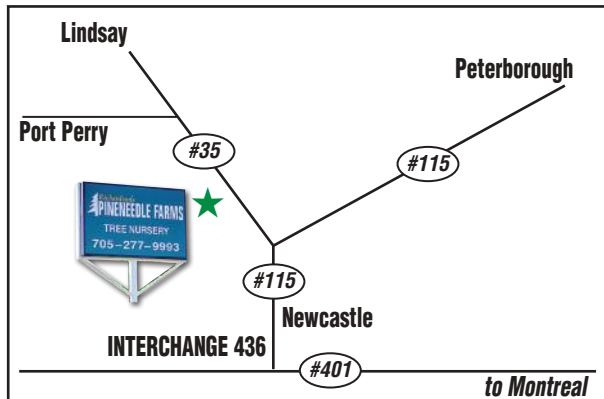 Lindsay
Peterborough
Port Perry
#35
#115
Richardson's
PINENEEDLE FARMS
TREE NURSERY
705-277-9993
#115
Newcastle
INTERCHANGE 436
#401
to Montreal